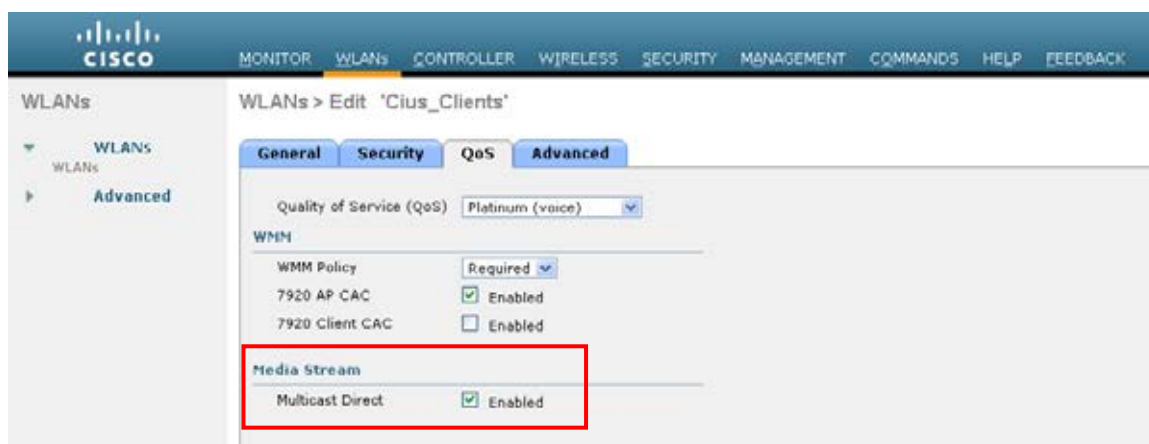 CISCO
MONITOR WLANs CONTROLLER WIRELESS SECURITY MANAGEMENT COMMANDS HELP FEEDBACK
WLANs
WLANs > Edit 'Cius_Clients'
WLANs
WLANs
Advanced
General Security QoS Advanced
Quality of Service (QoS) Platinum (voice)
WMM
WMM Policy Required
7920 AP CAC Enabled
7920 Client CAC Enabled
Media Stream
Multicast Direct Enabled